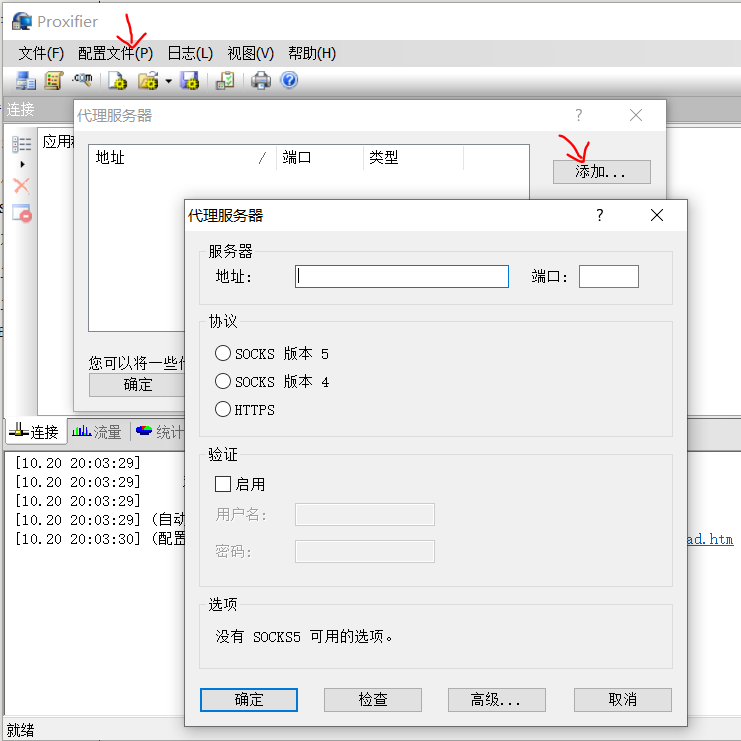 Proxifier
文件(F) 配置文件(P) 日志(L) 视图(V) 帮助(H)
连接
代理服务器 ?
应用
地址 / 端口 类型
添加...
代理服务器 ?
服务器
地址: 端口:
协议
SOCKS 版本 5
SOCKS 版本 4
HTTPS
您可以将一些
确定
连接 流量 统计
验证
启用
用户名:
密码:
[10.20 20:03:29]
[10.20 20:03:29]
[10.20 20:03:29]
[10.20 20:03:29] (自动
[10.20 20:03:30] (配置 ad.htm
选项
没有 SOCKS5 可用的选项。
确定 检查 高级... 取消
就绪